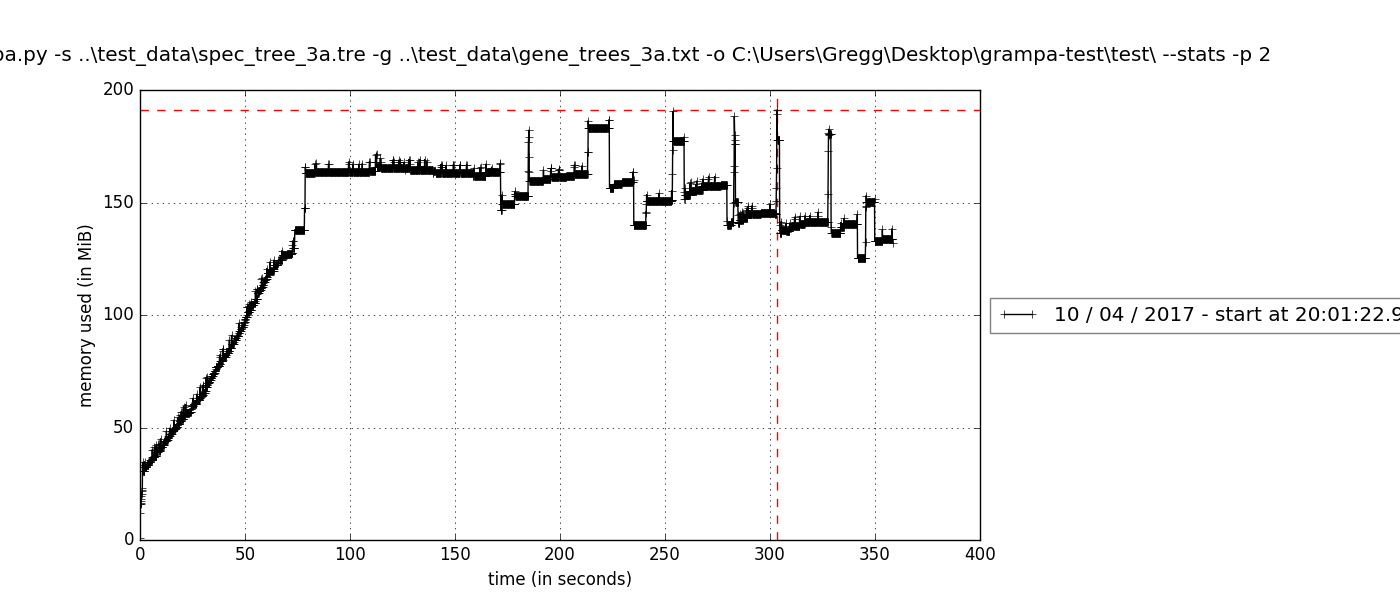 pa.py -s ..\test_data\spec_tree_3a.tre -g ..\test_data\gene_trees_3a.txt -o C:\Users\Gregg\Desktop\grampa-test\test\ --stats -p 2
200
150
100
50
0
memory used (in MiB)
0 50 100 150 200 250 300 350 400
time (in seconds)
10 / 04 / 2017 - start at 20:01:22.9